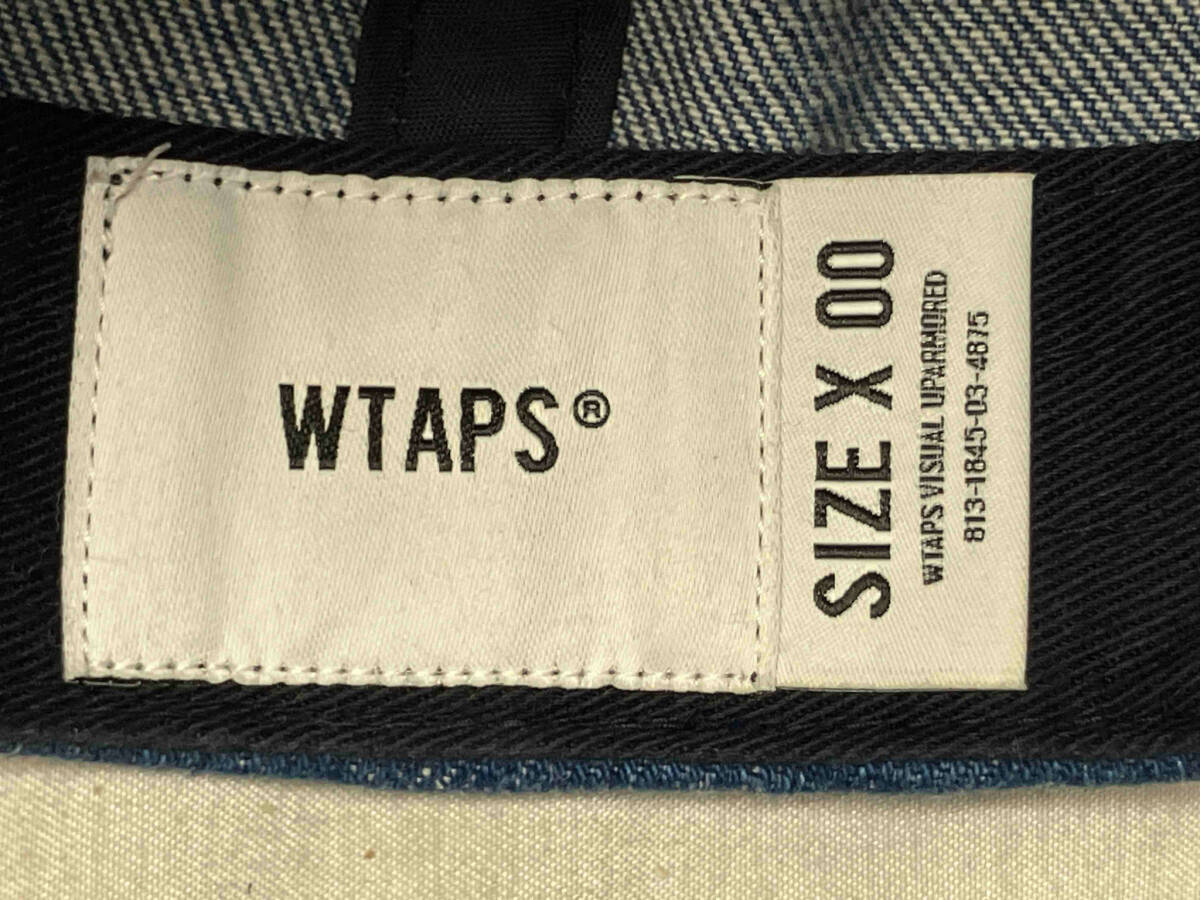 WTAPS®
SIZE X 00
WTAPS VISUAL UPARMORED
813-1845-03-4875